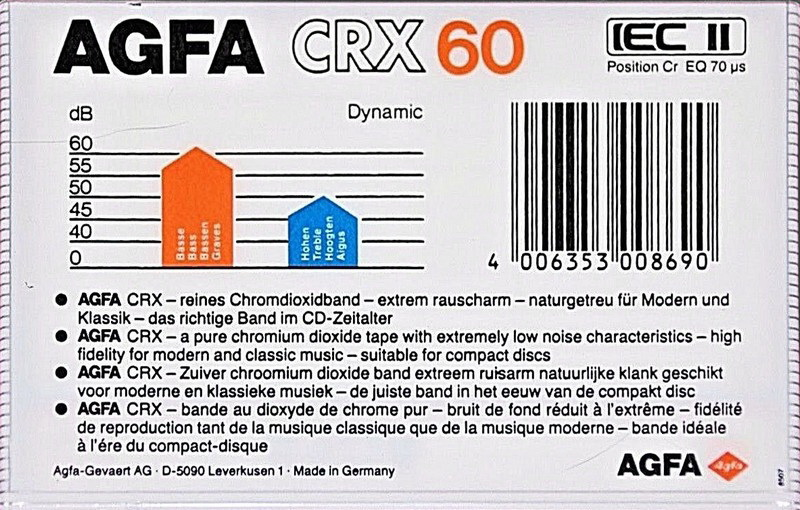 AGFA CRX 60
IEC II
Position Cr EQ 70 µs
dB
Dynamic
60
55
50
45
40
0
Bässe
Bass
Bassen
Graves
Höhen
Treble
Hoogten
Aigus
4 006353 008690
● AGFA CRX – reines Chromdioxidband – extrem rauscharm – naturgetreu für Modern und
Klassik – das richtige Band im CD-Zeitalter
● AGFA CRX – a pure chromium dioxide tape with extremely low noise characteristics – high
fidelity for modern and classic music – suitable for compact discs
● AGFA CRX – Zuiver chroomium dioxide band extreem ruisarm natuurlijke klank geschikt
voor moderne en klassieke musiek – de juiste band in het eeuw van de compakt disc
● AGFA CRX – bande au dioxyde de chrome pur – bruit de fond réduit à l'extrême – fidélité
de reproduction tant de la musique classique que de la musique moderne – bande idéale
à l'ére du compact-disque
Agfa-Gevaert AG · D-5090 Leverkusen 1 · Made in Germany
AGFA
Agfa